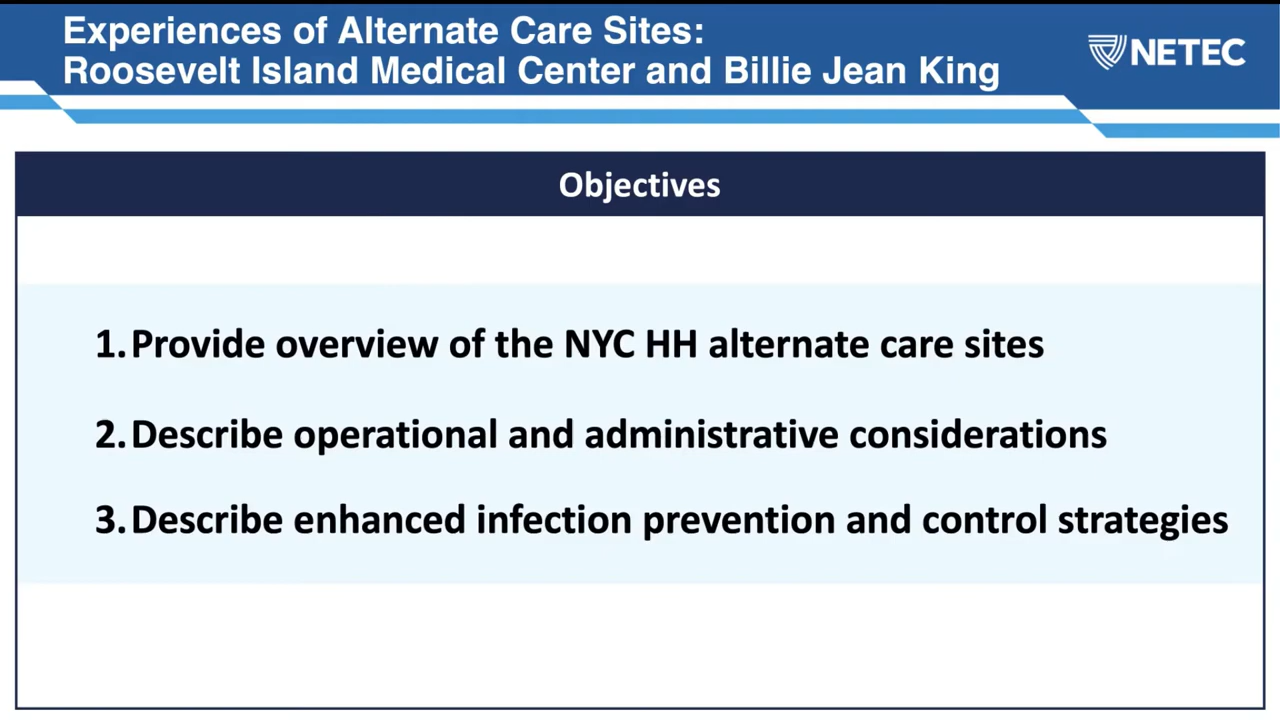 Experiences of Alternate Care Sites:
Roosevelt Island Medical Center and Billie Jean King
NETEC
Objectives
1. Provide overview of the NYC HH alternate care sites
2. Describe operational and administrative considerations
3. Describe enhanced infection prevention and control strategies